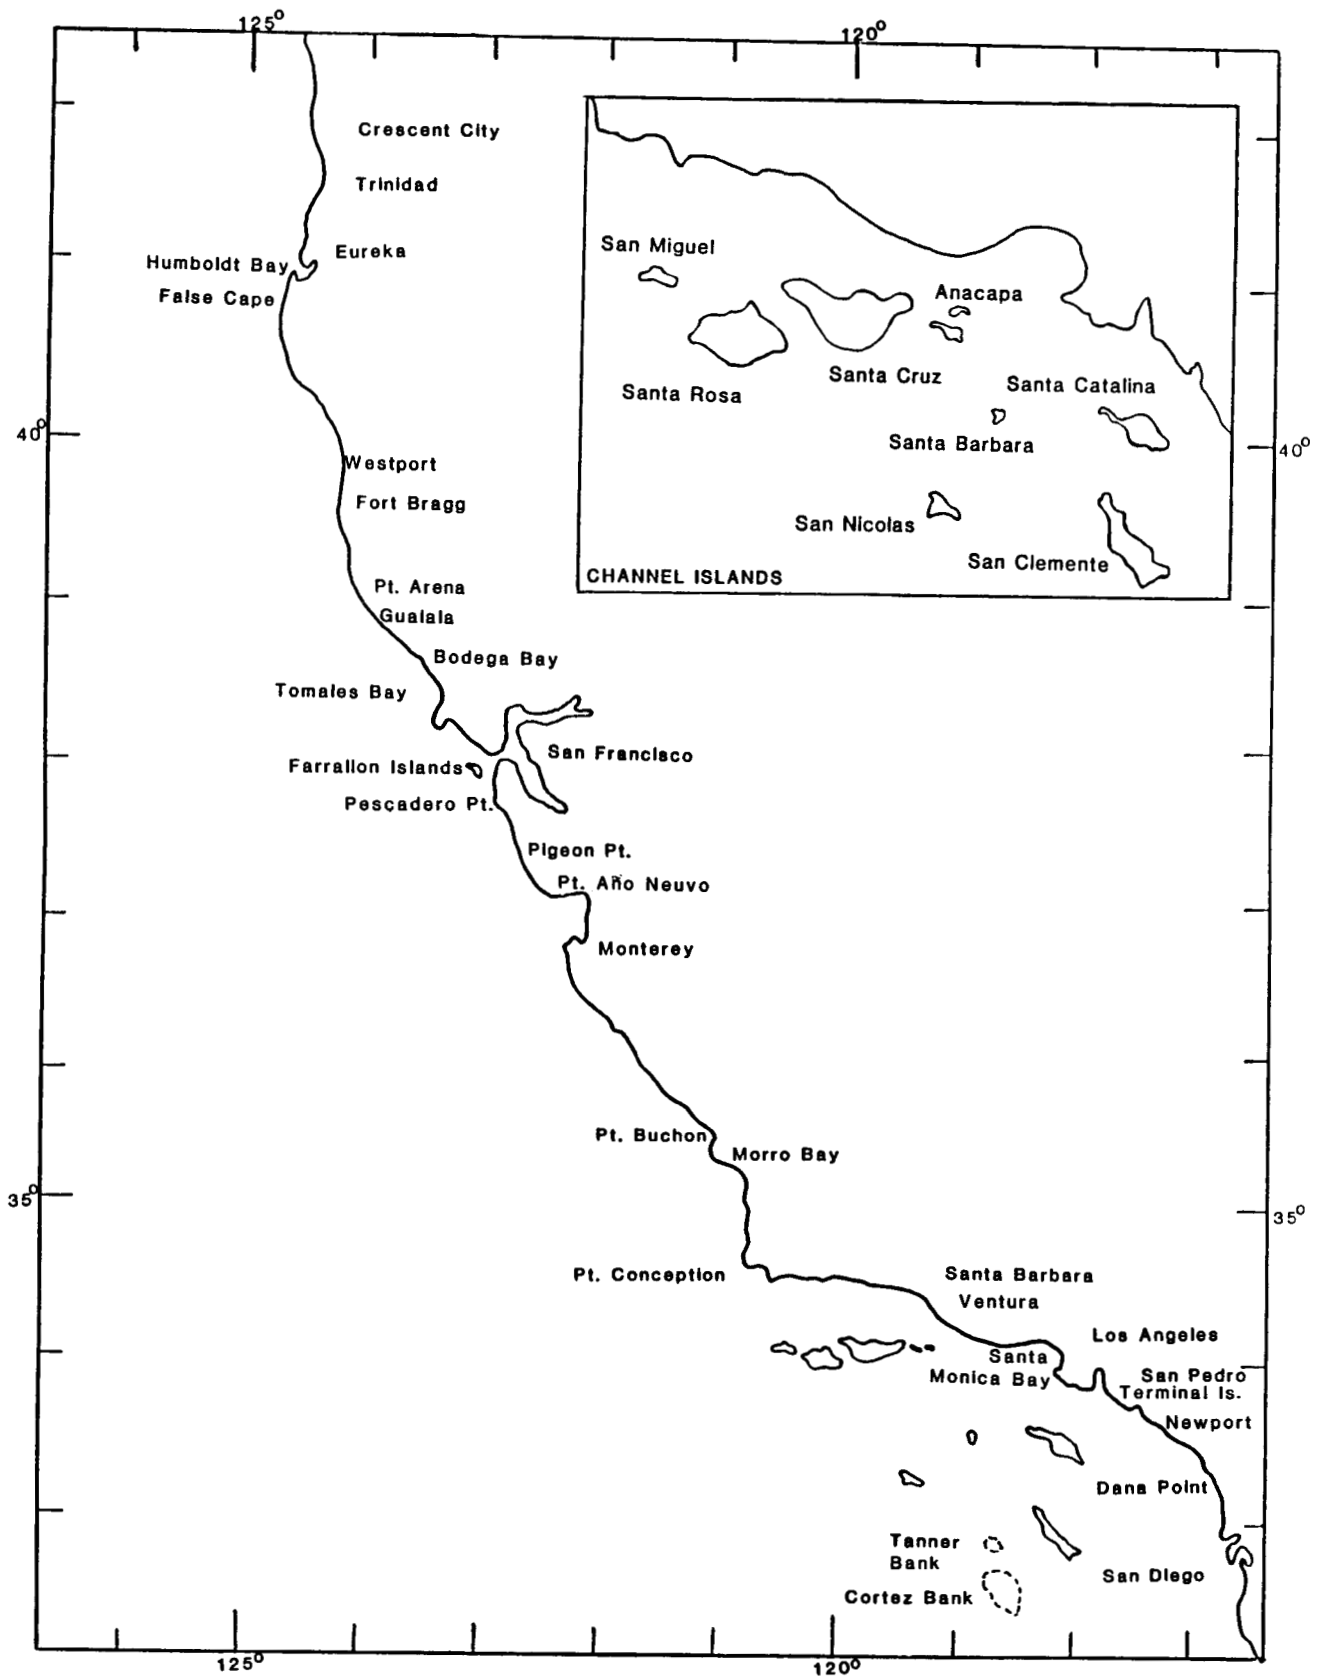 125°
120°
Crescent City
Trinidad
Eureka
Humboldt Bay
False Cape
San Miguel
Anacapa
Santa Cruz
Santa Rosa
Santa Catalina
Santa Barbara
San Nicolas
San Clemente
CHANNEL ISLANDS
40°
40°
Westport
Fort Bragg
Pt. Arena
Gualala
Bodega Bay
Tomales Bay
San Francisco
Farrallon Islands
Pescadero Pt.
Pigeon Pt.
Pt. Año Neuvo
Monterey
Pt. Buchon
Morro Bay
35°
35°
Pt. Conception
Santa Barbara
Ventura
Los Angeles
Santa
Monica Bay
San Pedro
Terminal Is.
Newport
Dana Point
Tanner
Bank
Cortez Bank
San Diego
125°
120°